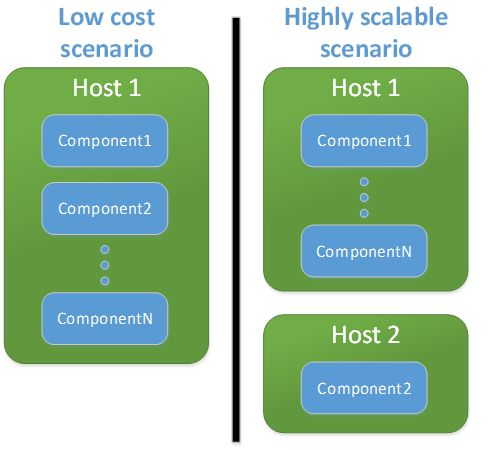 Low cost
scenario
Host 1
Component1
Component2
ComponentN
Highly scalable
scenario
Host 1
Component1
ComponentN
Host 2
Component2